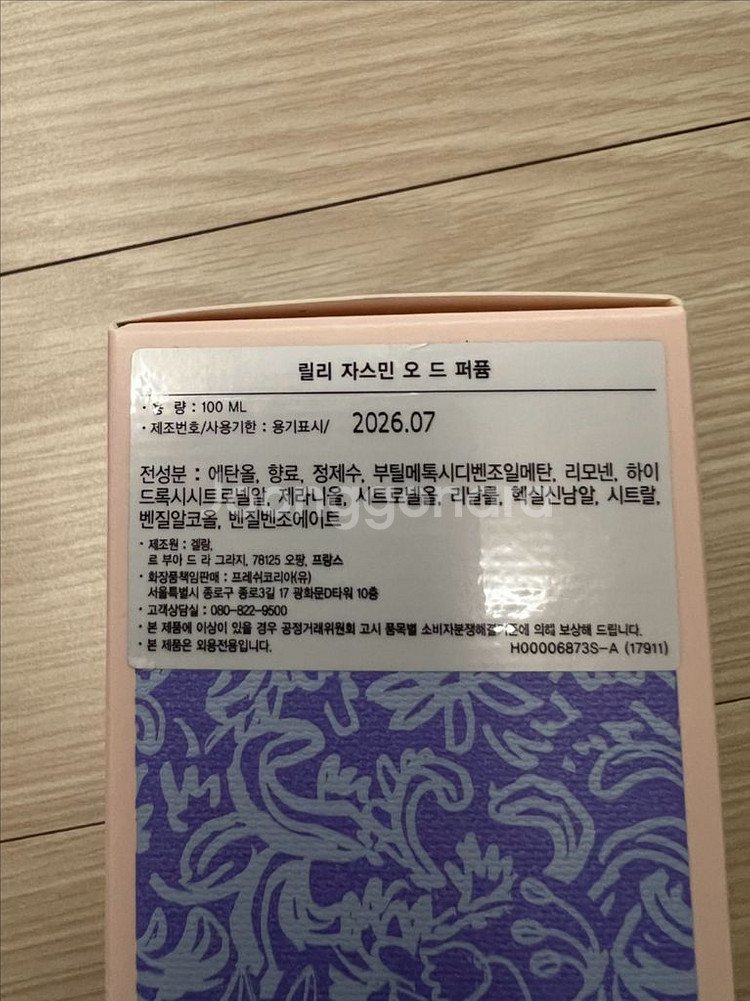 릴리 자스민 오 드 퍼퓸
· 용 량 : 100 ML
· 제조번호/사용기한 : 용기표시/ 2026.07
전성분 : 에탄올, 향료, 정제수, 부틸메톡시디벤조일메탄, 리모넨, 하이
드록시시트로넬알, 제라니올, 시트로넬올, 리날룰, 헥실신남알, 시트랄,
벤질알코올, 벤질벤조에이트
· 제조원 : 겔랑,
르 부아 드 라 그라지, 78125 오팡, 프랑스
· 화장품책임판매 : 프레쉬코리아(유)
서울특별시 종로구 종로3길 17 광화문D타워 10층
· 고객상담실 : 080-822-9500
· 본 제품에 이상이 있을 경우 공정거래위원회 고시 품목별 소비자분쟁해결기준에 의해 보상해 드립니다.
· 본 제품은 외용전용입니다.
H00006873S-A (17911)